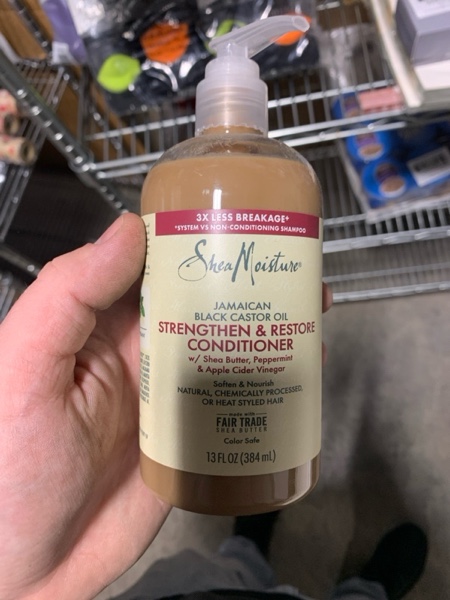 3X LESS BREAKAGE+
*SYSTEM VS NON-CONDITIONING SHAMPOO
SheaMoisture®
JAMAICAN
BLACK CASTOR OIL
STRENGTHEN & RESTORE
CONDITIONER
w/ Shea Butter, Peppermint
& Apple Cider Vinegar
Soften & Nourish
NATURAL, CHEMICALLY PROCESSED,
OR HEAT STYLED HAIR
made with
FAIR TRADE
SHEA BUTTER
Color Safe
13 FL OZ (384 mL)